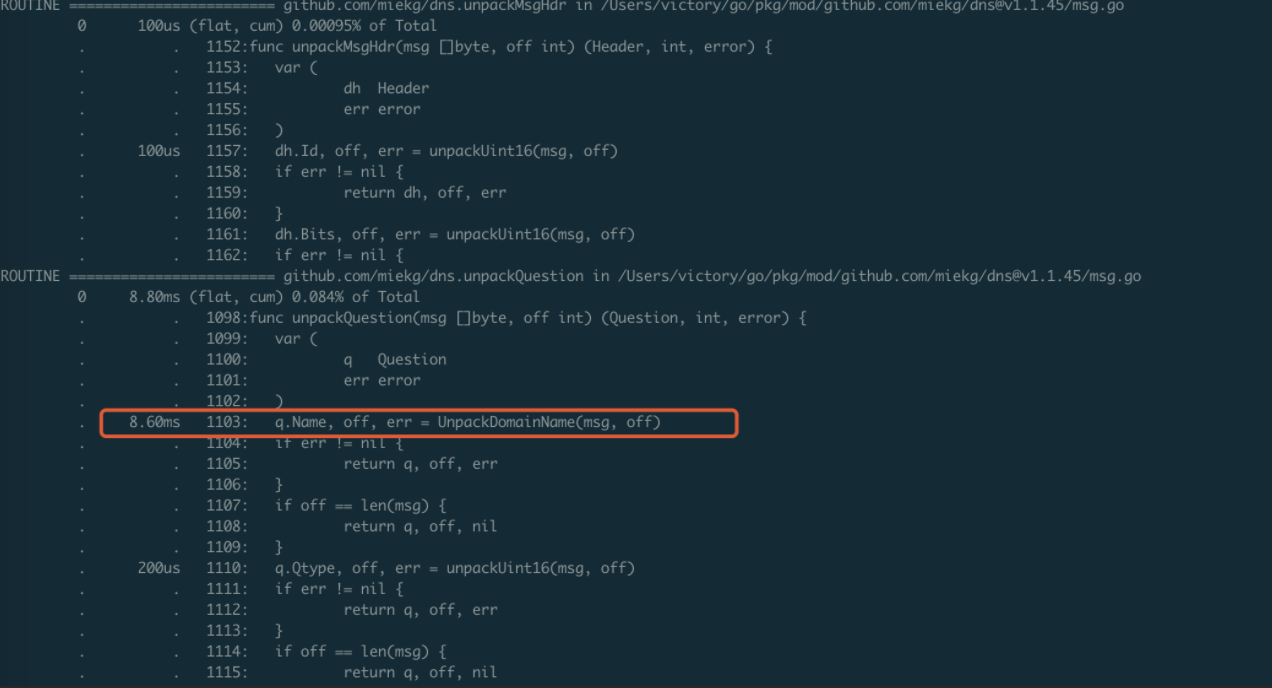 ROUTINE ======================== github.com/miekg/dns.unpackMsgHdr in /Users/victory/go/pkg/mod/github.com/miekg/dns@v1.1.45/msg.go
         0      100us (flat, cum) 0.00095% of Total
         .          .   1152:func unpackMsgHdr(msg []byte, off int) (Header, int, error) {
         .          .   1153:   var (
         .          .   1154:           dh  Header
         .          .   1155:           err error
         .          .   1156:   )
         .      100us   1157:   dh.Id, off, err = unpackUint16(msg, off)
         .          .   1158:   if err != nil {
         .          .   1159:           return dh, off, err
         .          .   1160:   }
         .          .   1161:   dh.Bits, off, err = unpackUint16(msg, off)
         .          .   1162:   if err != nil {
ROUTINE ======================== github.com/miekg/dns.unpackQuestion in /Users/victory/go/pkg/mod/github.com/miekg/dns@v1.1.45/msg.go
         0     8.80ms (flat, cum) 0.084% of Total
         .          .   1098:func unpackQuestion(msg []byte, off int) (Question, int, error) {
         .          .   1099:   var (
         .          .   1100:           q   Question
         .          .   1101:           err error
         .          .   1102:   )
         .     8.60ms   1103:   q.Name, off, err = UnpackDomainName(msg, off)
         .          .   1104:   if err != nil {
         .          .   1105:           return q, off, err
         .          .   1106:   }
         .          .   1107:   if off == len(msg) {
         .          .   1108:           return q, off, nil
         .          .   1109:   }
         .      200us   1110:   q.Qtype, off, err = unpackUint16(msg, off)
         .          .   1111:   if err != nil {
         .          .   1112:           return q, off, err
         .          .   1113:   }
         .          .   1114:   if off == len(msg) {
         .          .   1115:           return q, off, nil